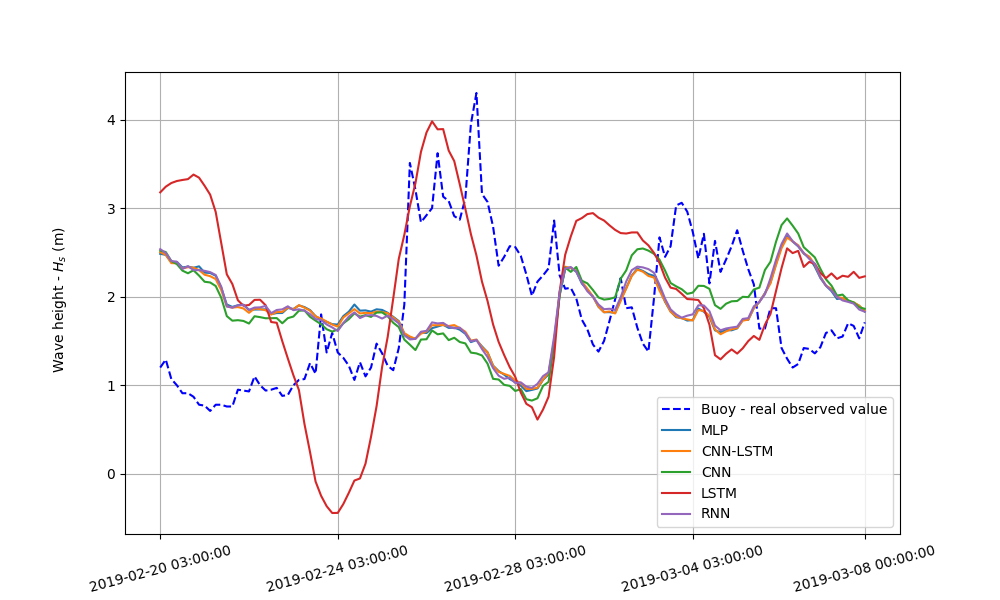 4
3
2
1
0
Wave height - Hs (m)
2019-02-20 03:00:00
2019-02-24 03:00:00
2019-02-28 03:00:00
2019-03-04 03:00:00
2019-03-08 00:00:00
Buoy - real observed value
MLP
CNN-LSTM
CNN
LSTM
RNN